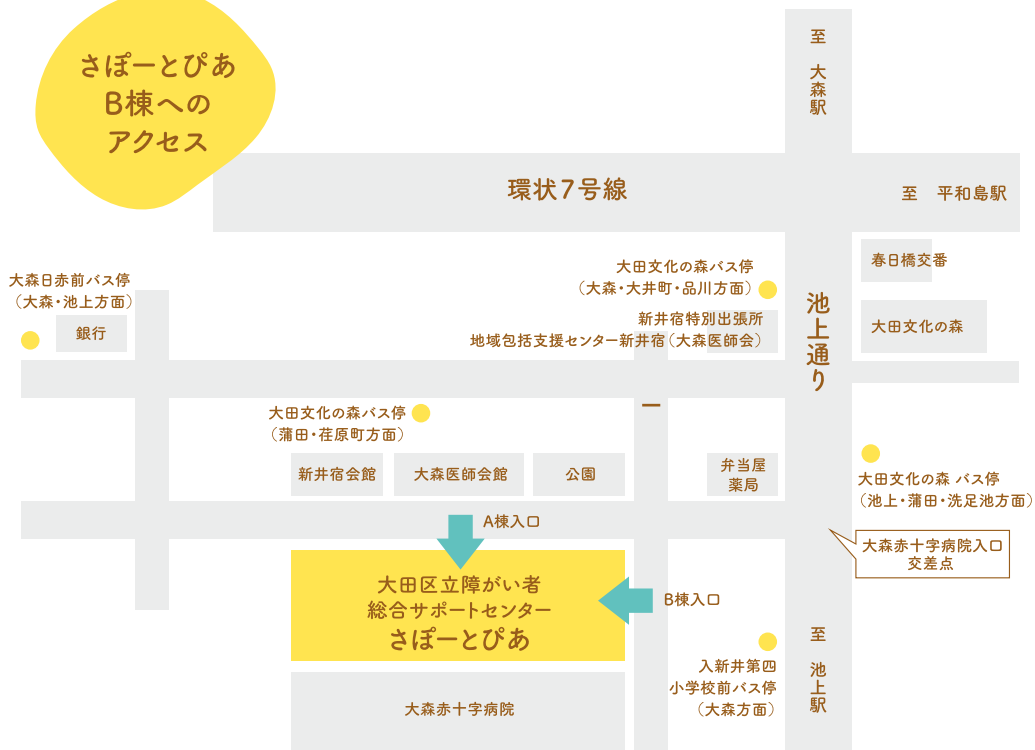 さぽーとぴあ
B棟への
アクセス
至　大森駅
環状7号線
至　平和島駅
大森日赤前バス停
（大森・池上方面）
銀行
大田文化の森バス停
（大森・大井町・品川方面）
新井宿特別出張所
地域包括支援センター新井宿（大森医師会）
池上通り
春日橋交番
大田文化の森
大田文化の森バス停
（蒲田・荏原町方面）
新井宿会館
大森医師会館
公園
弁当屋
薬局
大田文化の森 バス停
（池上・蒲田・洗足池方面）
A棟入口
大森赤十字病院入口
交差点
大田区立障がい者
総合サポートセンター
さぽーとぴあ
B棟入口
入新井第四
小学校前バス停
（大森方面）
至　池上駅
大森赤十字病院